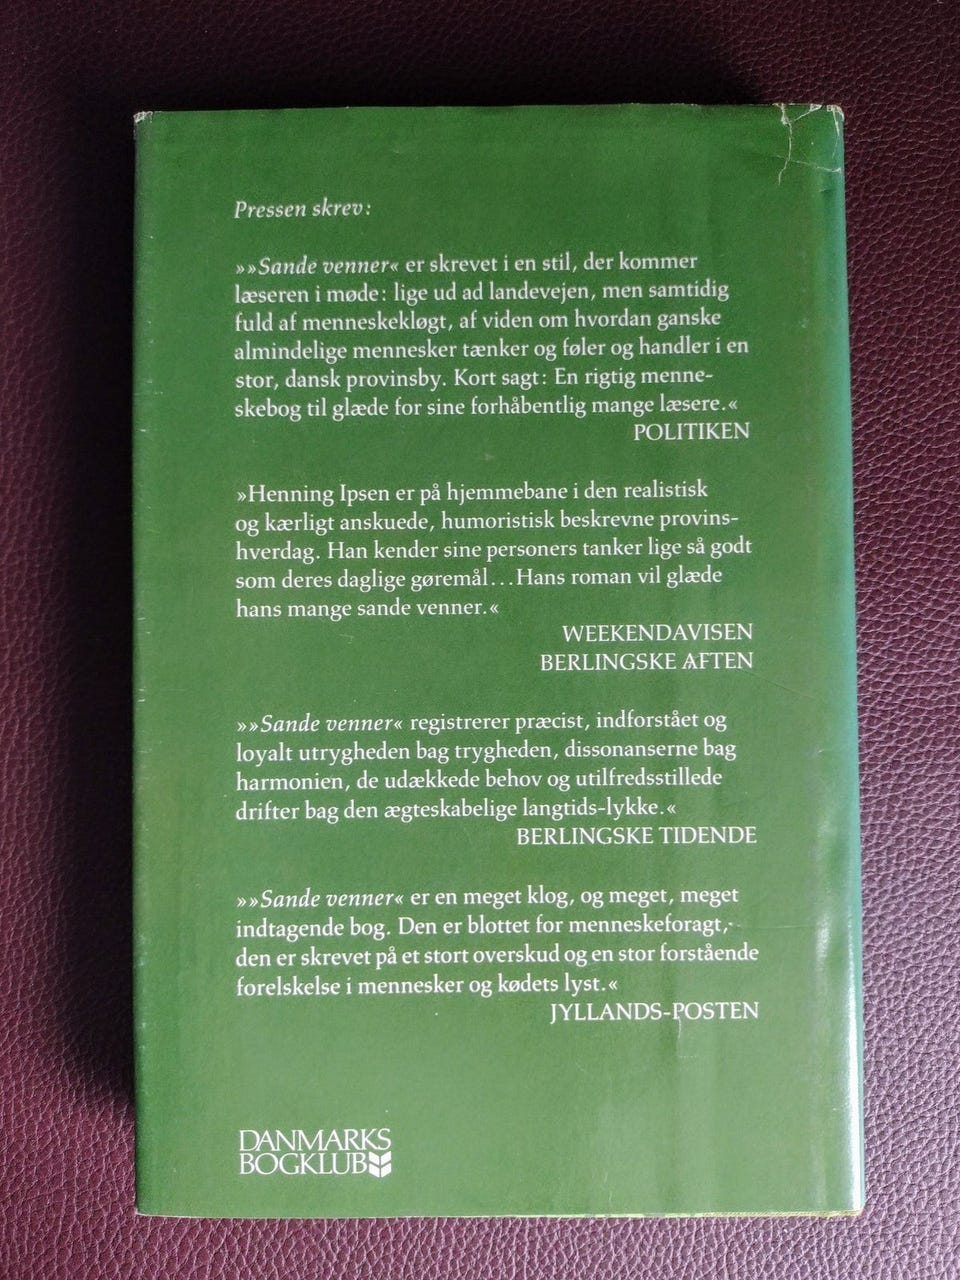 Pressen skrev:
»»Sande venner« er skrevet i en stil, der kommer
læseren i møde: lige ud ad landevejen, men samtidig
fuld af menneskekløgt, af viden om hvordan ganske
almindelige mennesker tænker og føler og handler i en
stor, dansk provinsby. Kort sagt: En rigtig menne-
skebog til glæde for sine forhåbentlig mange læsere.«
POLITIKEN
»Henning Ipsen er på hjemmebane i den realistisk
og kærligt anskuede, humoristisk beskrevne provins-
hverdag. Han kender sine personers tanker lige så godt
som deres daglige gøremål...Hans roman vil glæde
hans mange sande venner.«
WEEKENDAVISEN
BERLINGSKE AFTEN
»»Sande venner« registrerer præcist, indforstået og
loyalt utrygheden bag trygheden, dissonanserne bag
harmonien, de udækkede behov og utilfredsstillede
drifter bag den ægteskabelige langtids-lykke.«
BERLINGSKE TIDENDE
»»Sande venner« er en meget klog, og meget, meget
indtagende bog. Den er blottet for menneskeforagt,
den er skrevet på et stort overskud og en stor forstående
forelskelse i mennesker og kødets lyst.«
JYLLANDS-POSTEN
DANMARKS
BOGKLUB